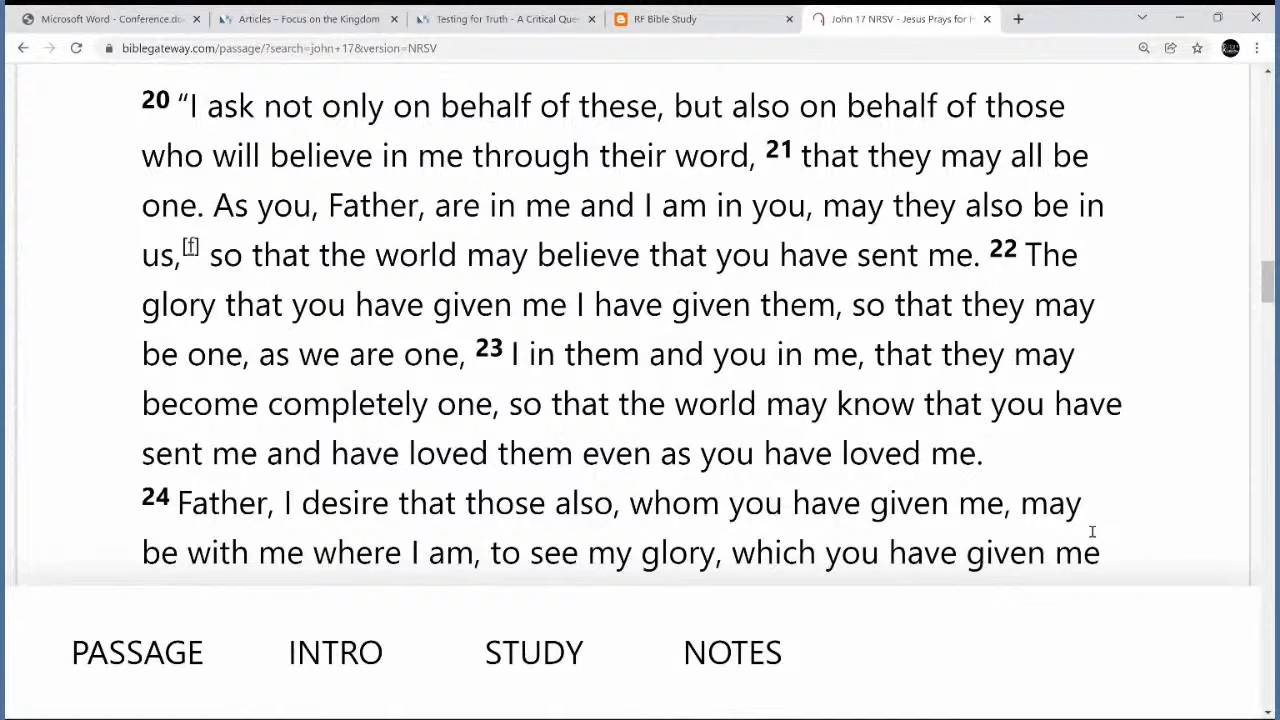 Microsoft Word - Conference.do
Articles – Focus on the Kingdom
Testing for Truth - A Critical Que
RF Bible Study
John 17 NRSV - Jesus Prays for H
biblegateway.com/passage/?search=john+17&version=NRSV
20 “I ask not only on behalf of these, but also on behalf of those
who will believe in me through their word, 21 that they may all be
one. As you, Father, are in me and I am in you, may they also be in
us,[f] so that the world may believe that you have sent me. 22 The
glory that you have given me I have given them, so that they may
be one, as we are one, 23 I in them and you in me, that they may
become completely one, so that the world may know that you have
sent me and have loved them even as you have loved me.
24 Father, I desire that those also, whom you have given me, may
be with me where I am, to see my glory, which you have given me
PASSAGE INTRO STUDY NOTES